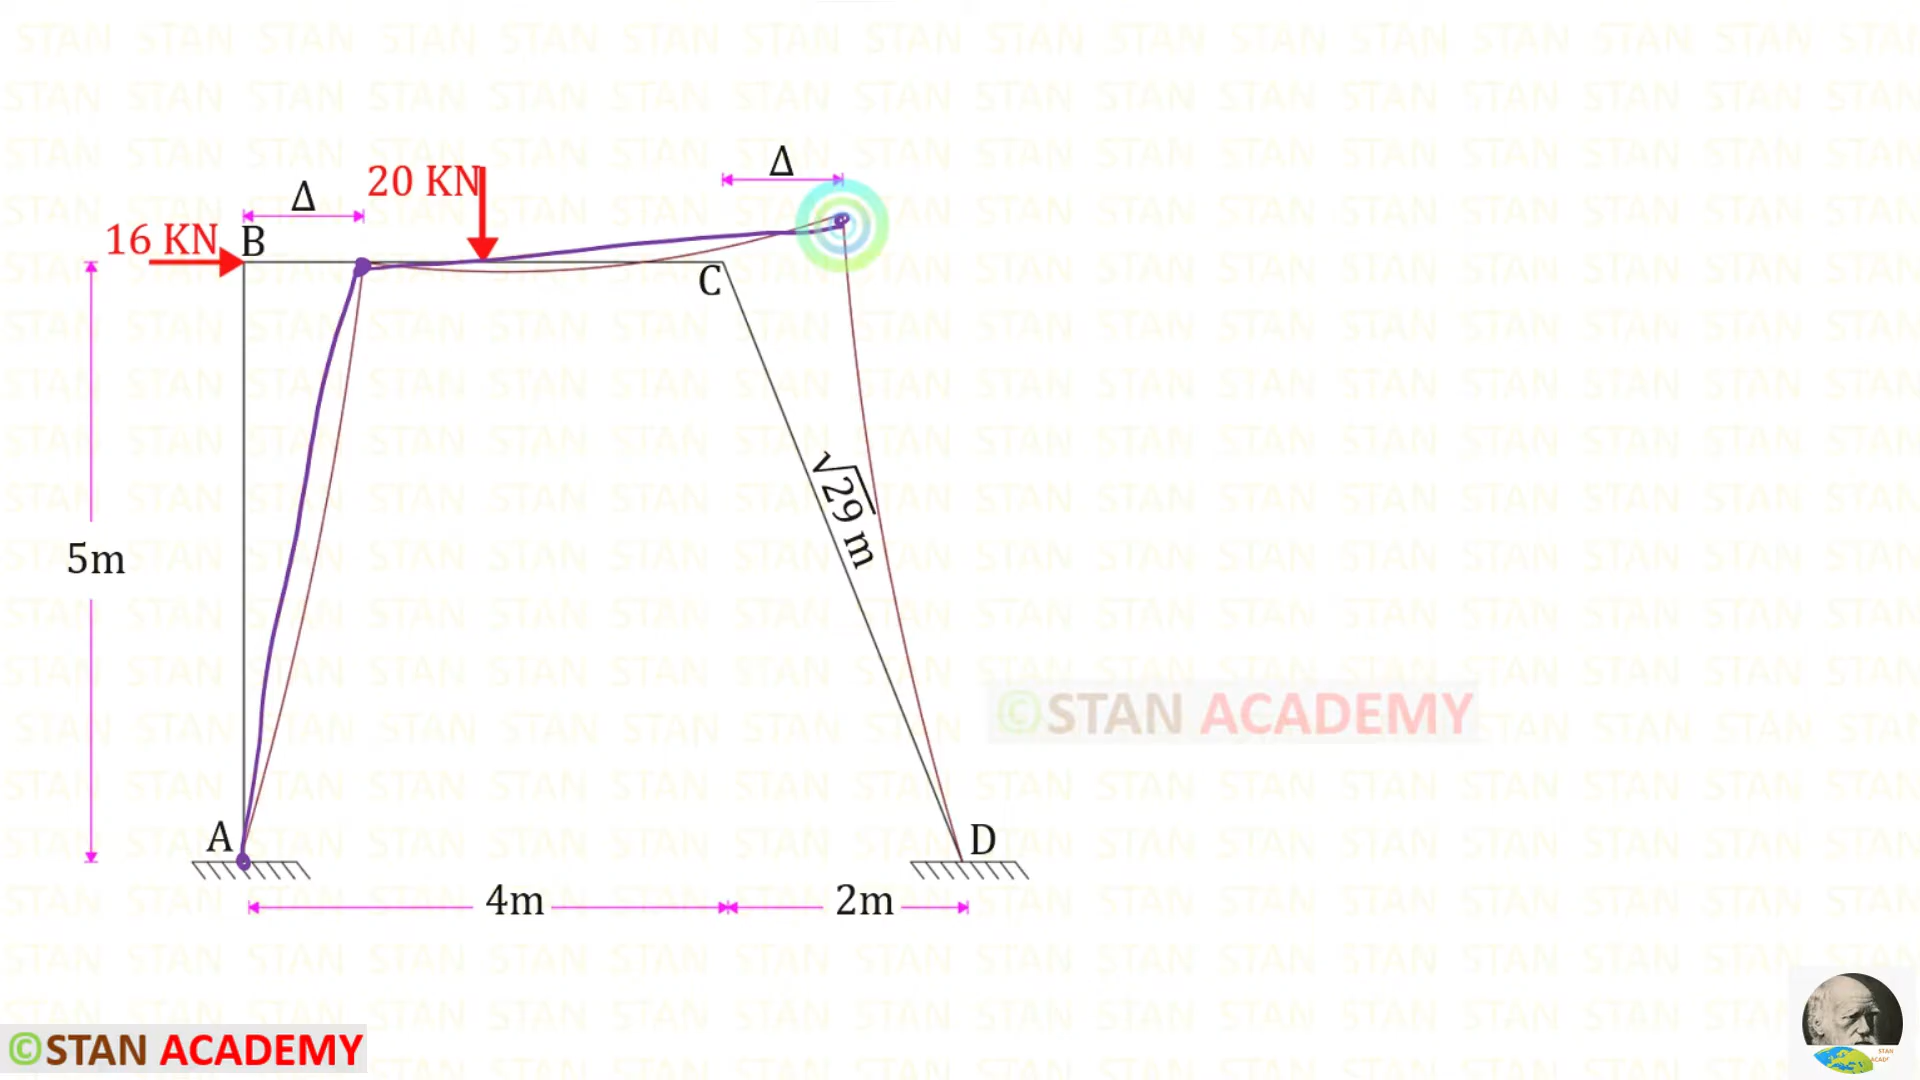 Δ
20 KN
Δ
16 KN
B
C
√29 m
5m
©STAN ACADEMY
A
D
4m
2m
©STAN ACADEMY